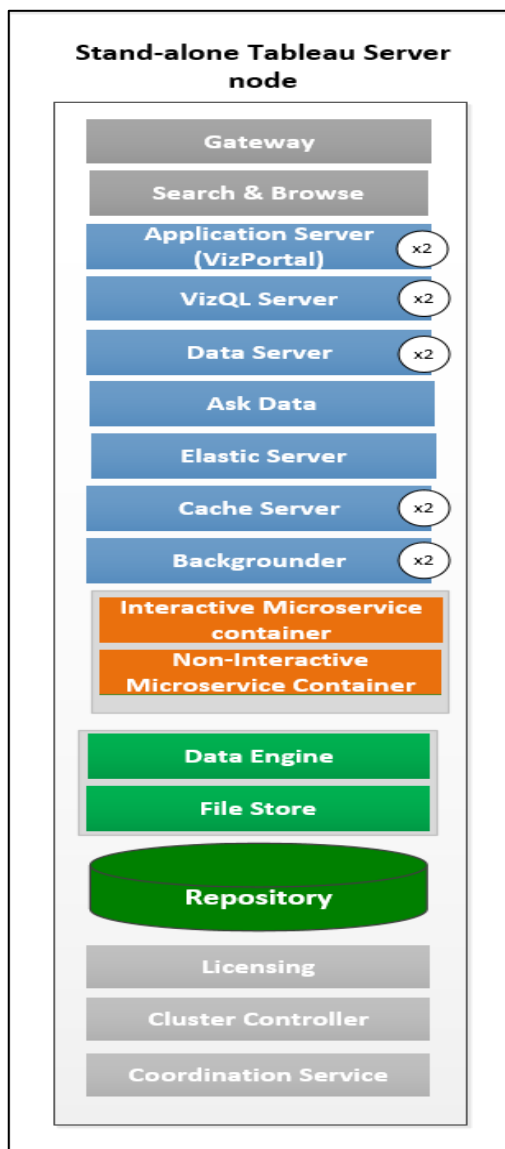 Stand-alone Tableau Server
node
Gateway
Search & Browse
Application Server
(VizPortal)
x2
VizQL Server
x2
Data Server
x2
Ask Data
Elastic Server
Cache Server
x2
Backgrounder
x2
Interactive Microservice
container
Non-Interactive
Microservice Container
Data Engine
File Store
Repository
Licensing
Cluster Controller
Coordination Service